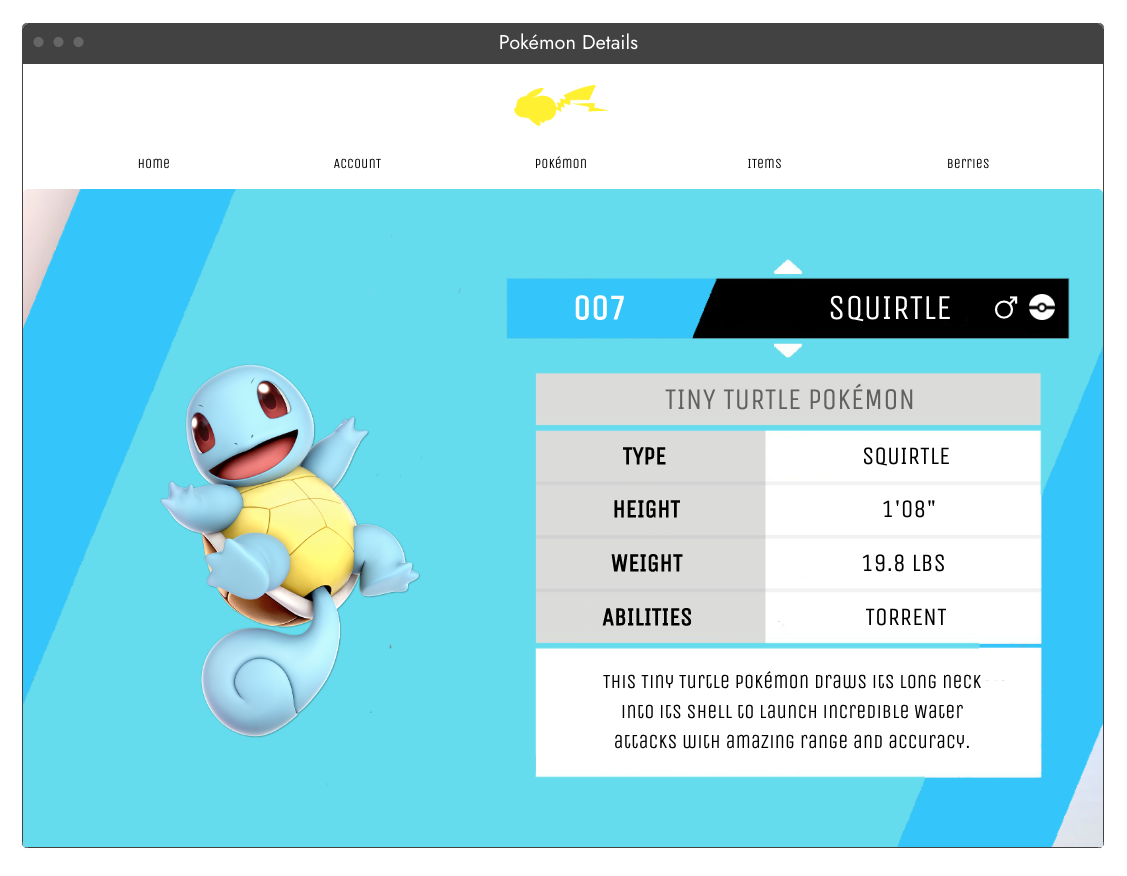 Pokémon Details
Home Account Pokémon Items Berries
007 SQUIRTLE
TINY TURTLE POKÉMON
TYPE SQUIRTLE
HEIGHT 1'08"
WEIGHT 19.8 LBS
ABILITIES TORRENT
This tiny turtle Pokémon draws its long neck
into its shell to launch incredible water
attacks with amazing range and accuracy.